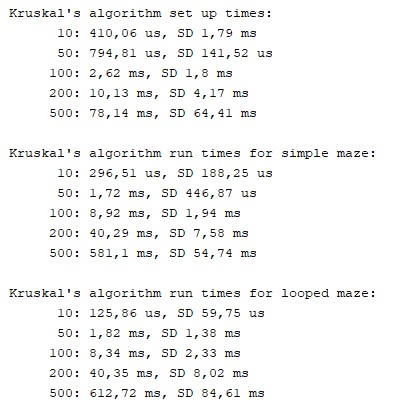 Kruskal's algorithm set up times:
10: 410,06 us, SD 1,79 ms
50: 794,81 us, SD 141,52 us
100: 2,62 ms, SD 1,8 ms
200: 10,13 ms, SD 4,17 ms
500: 78,14 ms, SD 64,41 ms
Kruskal's algorithm run times for simple maze:
10: 296,51 us, SD 188,25 us
50: 1,72 ms, SD 446,87 us
100: 8,92 ms, SD 1,94 ms
200: 40,29 ms, SD 7,58 ms
500: 581,1 ms, SD 54,74 ms
Kruskal's algorithm run times for looped maze:
10: 125,86 us, SD 59,75 us
50: 1,82 ms, SD 1,38 ms
100: 8,34 ms, SD 2,33 ms
200: 40,35 ms, SD 8,02 ms
500: 612,72 ms, SD 84,61 ms